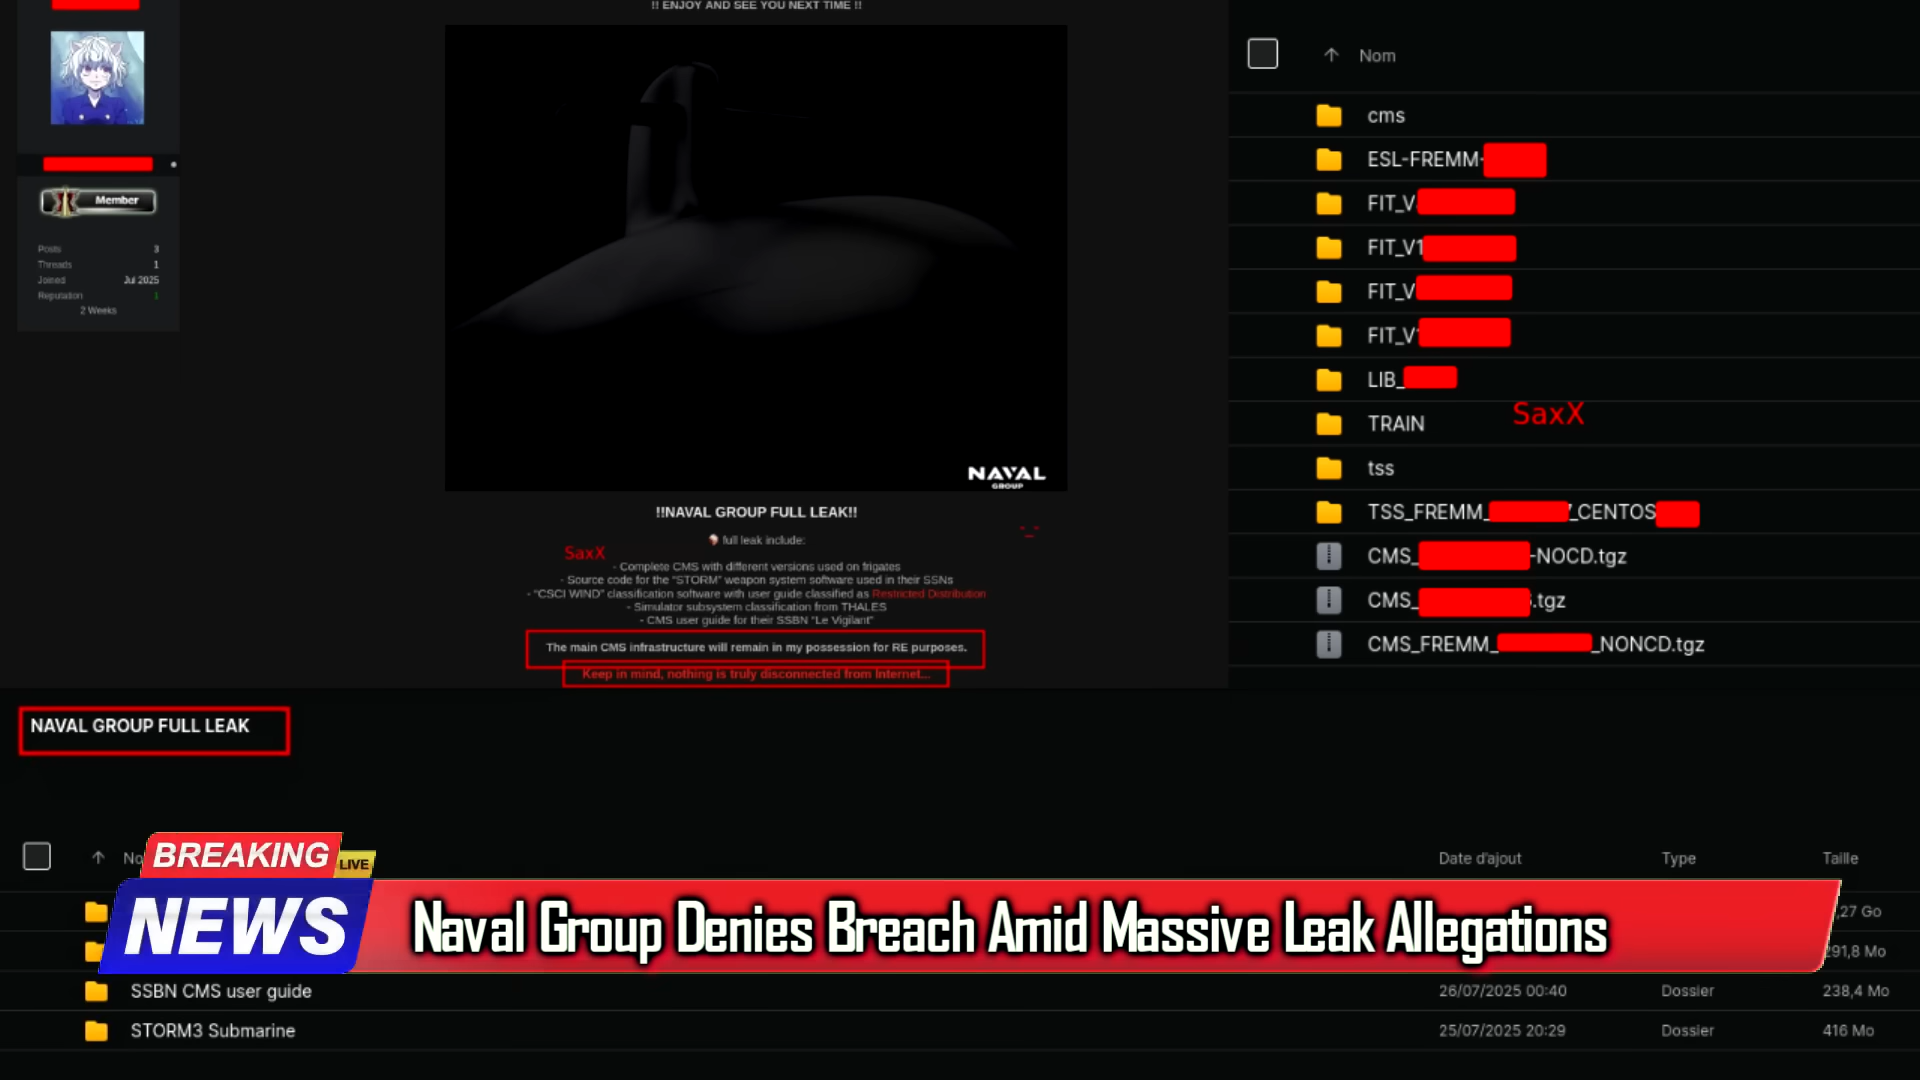 !! ENJOY AND SEE YOU NEXT TIME !!
Member
Posts 3
Threads 1
Joined Jul 2025
Reputation 1
2 Weeks
NAVAL
GROUP
!!NAVAL GROUP FULL LEAK!!
full leak include:
SaxX
- Complete CMS with different versions used on frigates
- Source code for the "STORM" weapon system software used in their SSNs
- "CSCI WIND" classification software with user guide classified as Restricted Distribution
- Simulator subsystem classification from THALES
- CMS user guide for their SSBN "Le Vigilant"
The main CMS infrastructure will remain in my possession for RE purposes.
Keep in mind, nothing is truly disconnected from Internet...
Nom
cms
ESL-FREMM-
FIT_V
FIT_V1
FIT_V
FIT_V
LIB_
TRAIN
SaxX
tss
TSS_FREMM_ _CENTOS
CMS_ -NOCD.tgz
CMS_ .tgz
CMS_FREMM_ _NONCD.tgz
NAVAL GROUP FULL LEAK
No Date d'ajout Type Taille
BREAKING
LIVE
NEWS
Naval Group Denies Breach Amid Massive Leak Allegations
,27 Go
291,8 Mo
SSBN CMS user guide 26/07/2025 00:40 Dossier 238,4 Mo
STORM3 Submarine 25/07/2025 20:29 Dossier 416 Mo